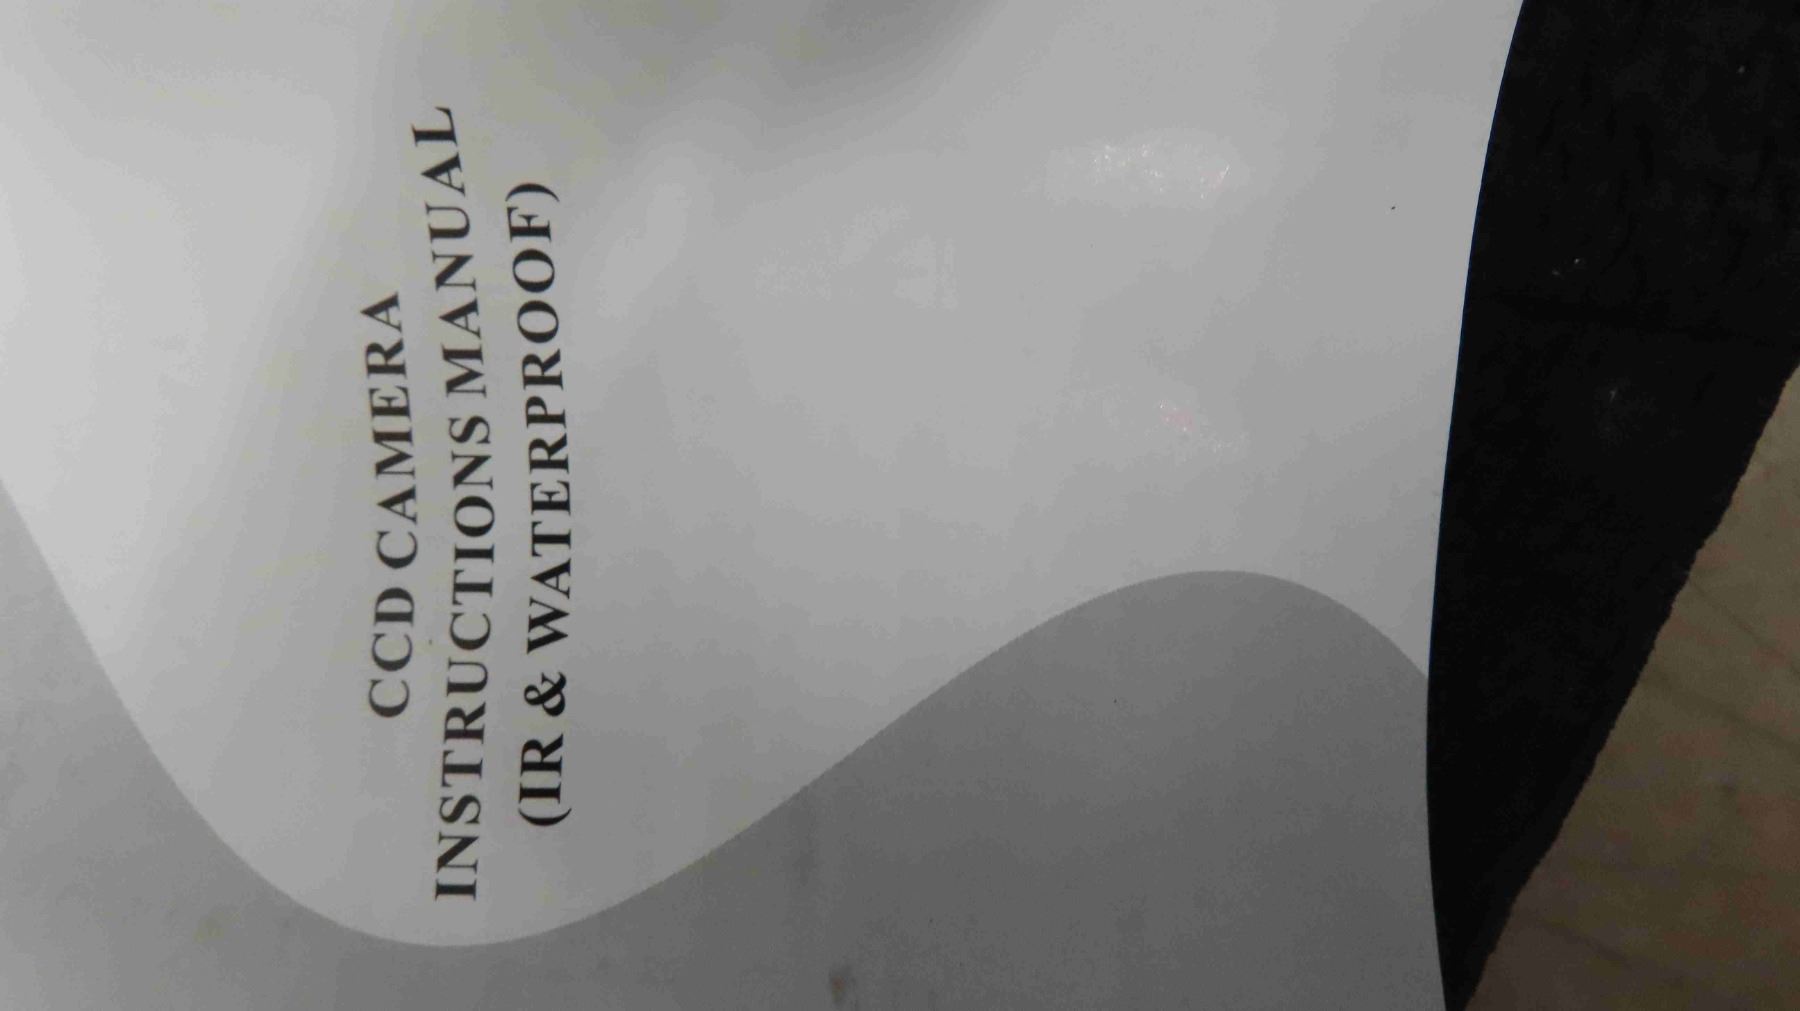 CCD CAMERA
INSTRUCTIONS MANUAL
(IR & WATERPROOF)